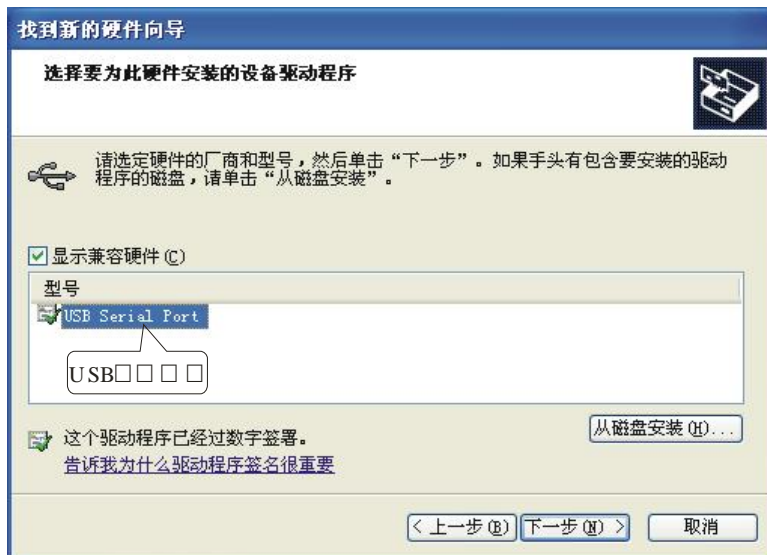 找到新的硬件向导
选择要为此硬件安装的设备驱动程序
请选定硬件的厂商和型号，然后单击“下一步”。如果手头有包含要安装的驱动
程序的磁盘，请单击“从磁盘安装”。
显示兼容硬件(C)
型号
USB Serial Port
USB□□□□
这个驱动程序已经过数字签署。
从磁盘安装(H)...
告诉我为什么驱动程序签名很重要
< 上一步(B) 下一步(N) > 取消